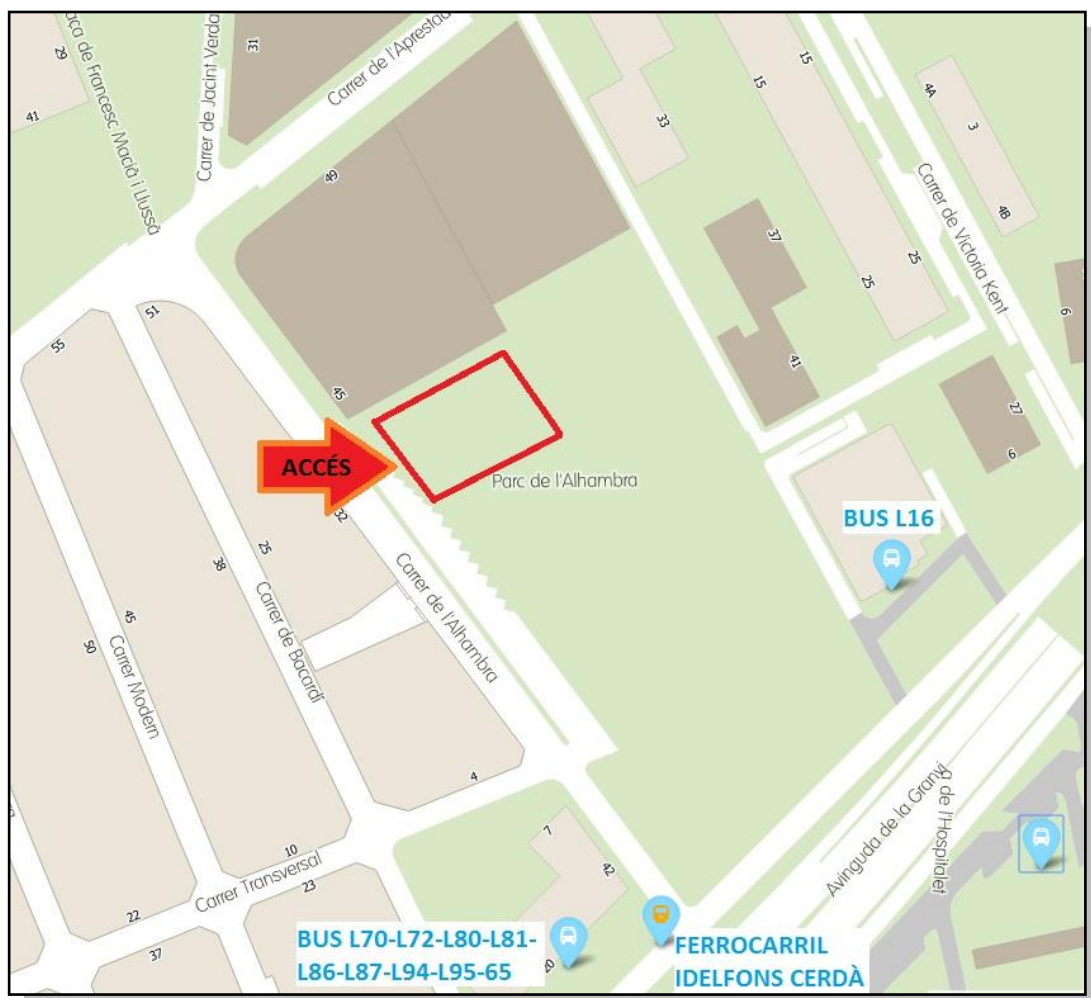 29
41
Plaça de Francesc Macià i Llussà
Carrer de Jacint Verda
31
Carrer de l'Aprestad
49
33
15
15
4A
3
4B
Carrer de Victoria Kent
37
25
25
41
6
27
6
51
55
45
ACCÉS
Parc de l'Alhambra
BUS L16
32
25
38
45
50
Carrer Modern
Carrer de Bacardí
Carrer de l'Alhambra
4
10
Carrer Transversal
23
22
37
7
42
20
Avinguda de la Granvi
a de l'Hospitalet
BUS L70-L72-L80-L81-
L86-L87-L94-L95-65
FERROCARRIL
IDELFONS CERDÀ